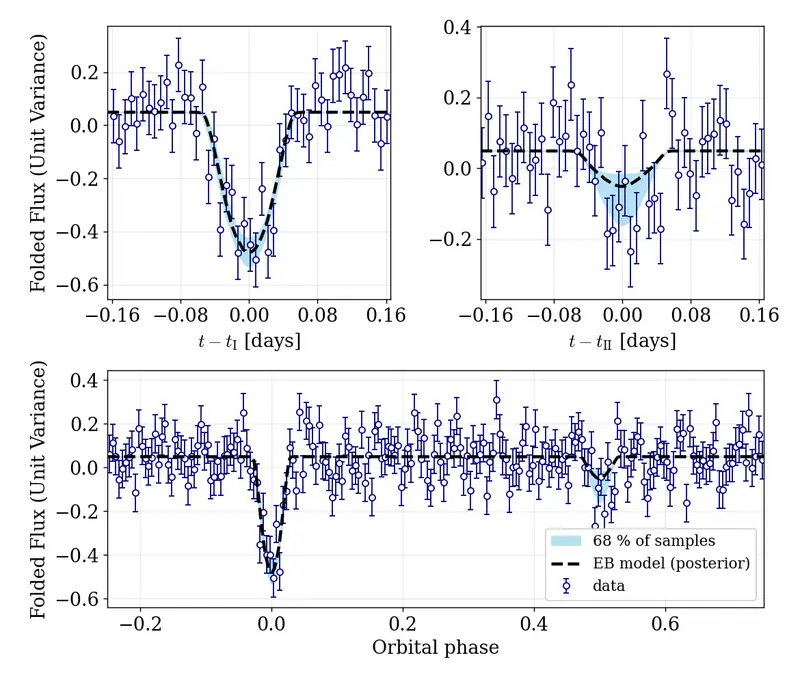 Folded Flux (Unit Variance)
0.2
0.0
−0.2
−0.4
−0.6
−0.16 −0.08 0.00 0.08 0.16
t − tI [days]
0.4
0.2
0.0
−0.2
−0.16 −0.08 0.00 0.08 0.16
t − tII [days]
Folded Flux (Unit Variance)
0.4
0.2
0.0
−0.2
−0.4
−0.6
68 % of samples
EB model (posterior)
data
−0.2 0.0 0.2 0.4 0.6
Orbital phase